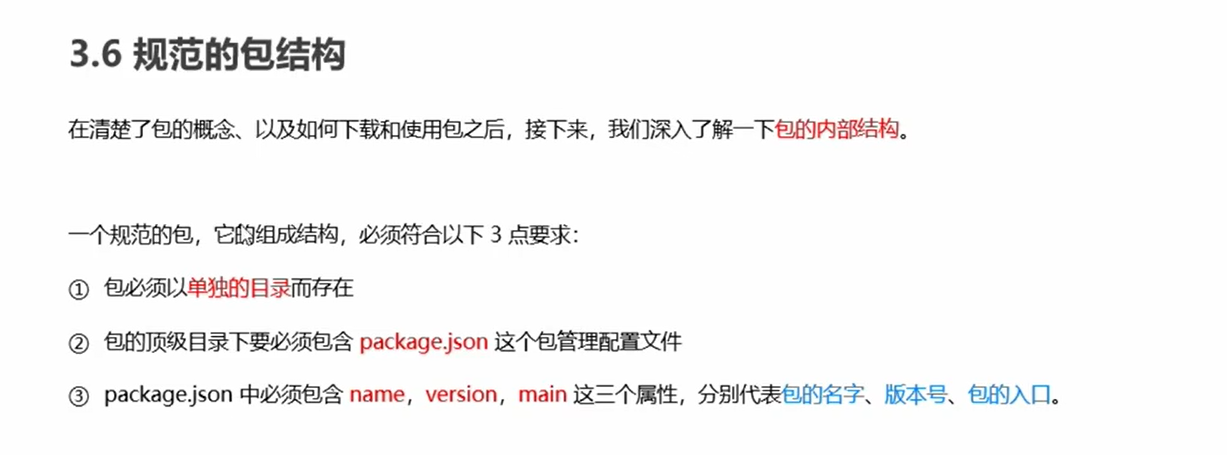 3.6 规范的包结构
在清楚了包的概念、以及如何下载和使用包之后，接下来，我们深入了解一下包的内部结构。
一个规范的包，它的组成结构，必须符合以下 3 点要求：
① 包必须以单独的目录而存在
② 包的顶级目录下要必须包含 package.json 这个包管理配置文件
③ package.json 中必须包含 name，version，main 这三个属性，分别代表包的名字、版本号、包的入口。